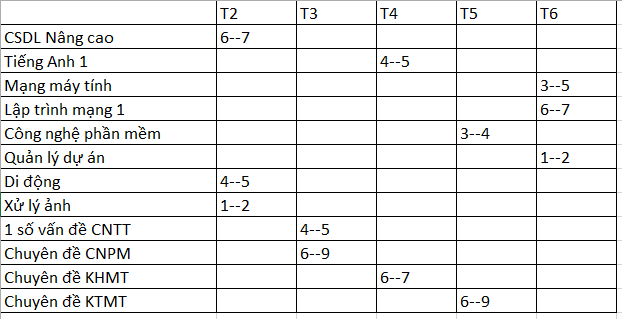 T2 T3 T4 T5 T6
CSDL Nâng cao 6--7
Tiếng Anh 1 4--5
Mạng máy tính 3--5
Lập trình mạng 1 6--7
Công nghệ phần mềm 3--4
Quản lý dự án 1--2
Di động 4--5
Xử lý ảnh 1--2
1 số vấn đề CNTT 4--5
Chuyên đề CNPM 6--9
Chuyên đề KHMT 6--7
Chuyên đề KTMT 6--9